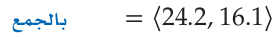 = ⟨24.2, 16.1⟩ بالجمع